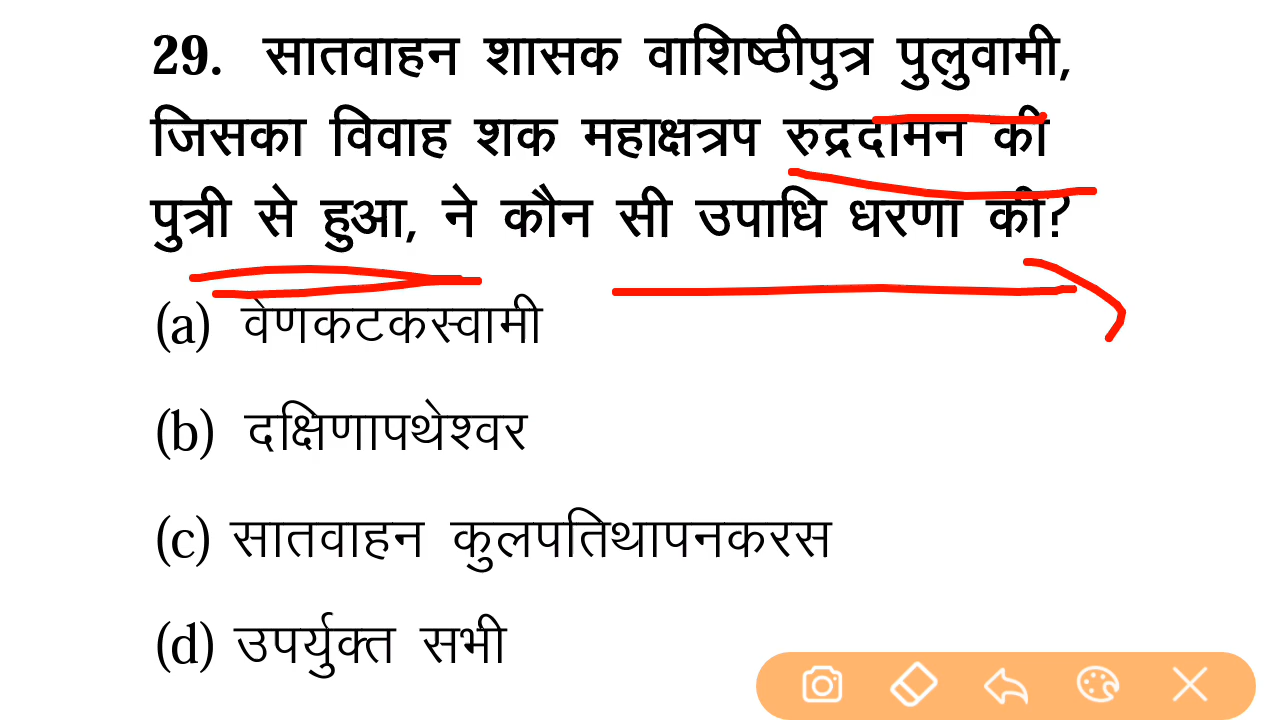 29. सातवाहन शासक वाशिष्ठीपुत्र पुलुवामी,
जिसका विवाह शक महाक्षत्रप रुद्रदामन की
पुत्री से हुआ, ने कौन सी उपाधि धरणा की?
(a) वेणकटकस्वामी
(b) दक्षिणापथेश्वर
(c) सातवाहन कुलपतिथापनकरस
(d) उपर्युक्त सभी